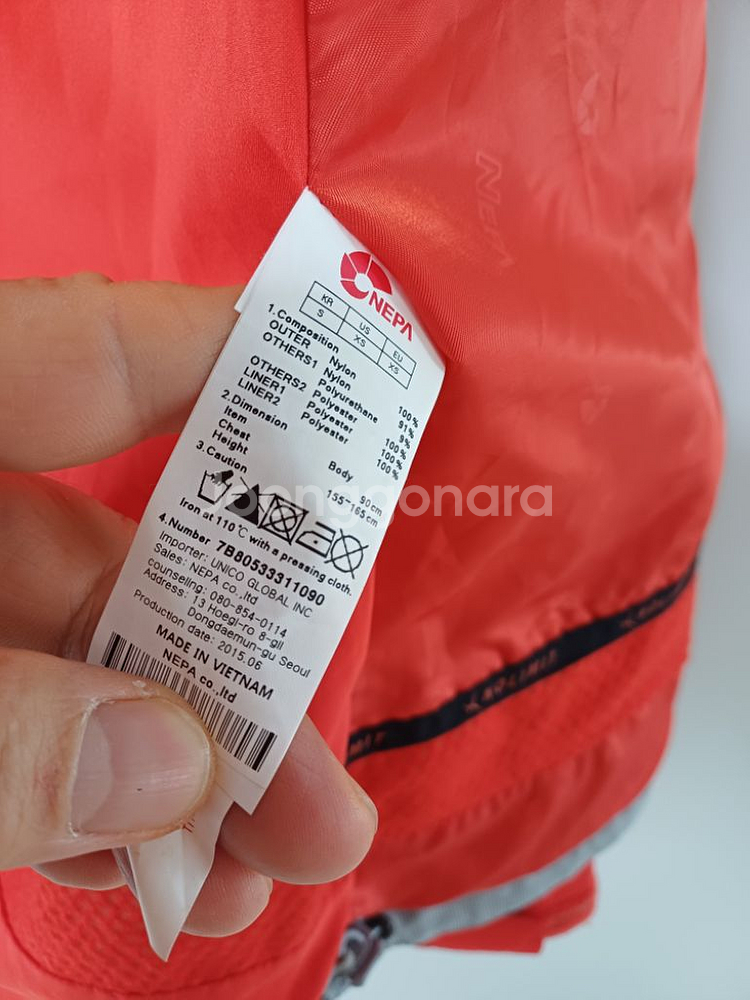 NEPA
KR US EU
S XS XS
1.Composition
OUTER Nylon 100%
OTHERS1 Nylon 91%
Polyurethane 9%
OTHERS2 Polyester 100%
LINER1 Polyester 100%
LINER2 Polyester 100%
2.Dimension
Item Body
Chest 90cm
Height 155~165cm
3.Caution
Iron at 110℃ with a pressing cloth.
4.Number 7B80533311090
Importer: UNICO GLOBAL INC
Sales: NEPA co.,ltd
counseling: 080-854-0114
Address: 13 Hoegi-ro 8-gil
Dongdaemun-gu Seoul
Production date: 2015.06
MADE IN VIETNAM
NEPA co.,ltd
Joonggonara
NEPA